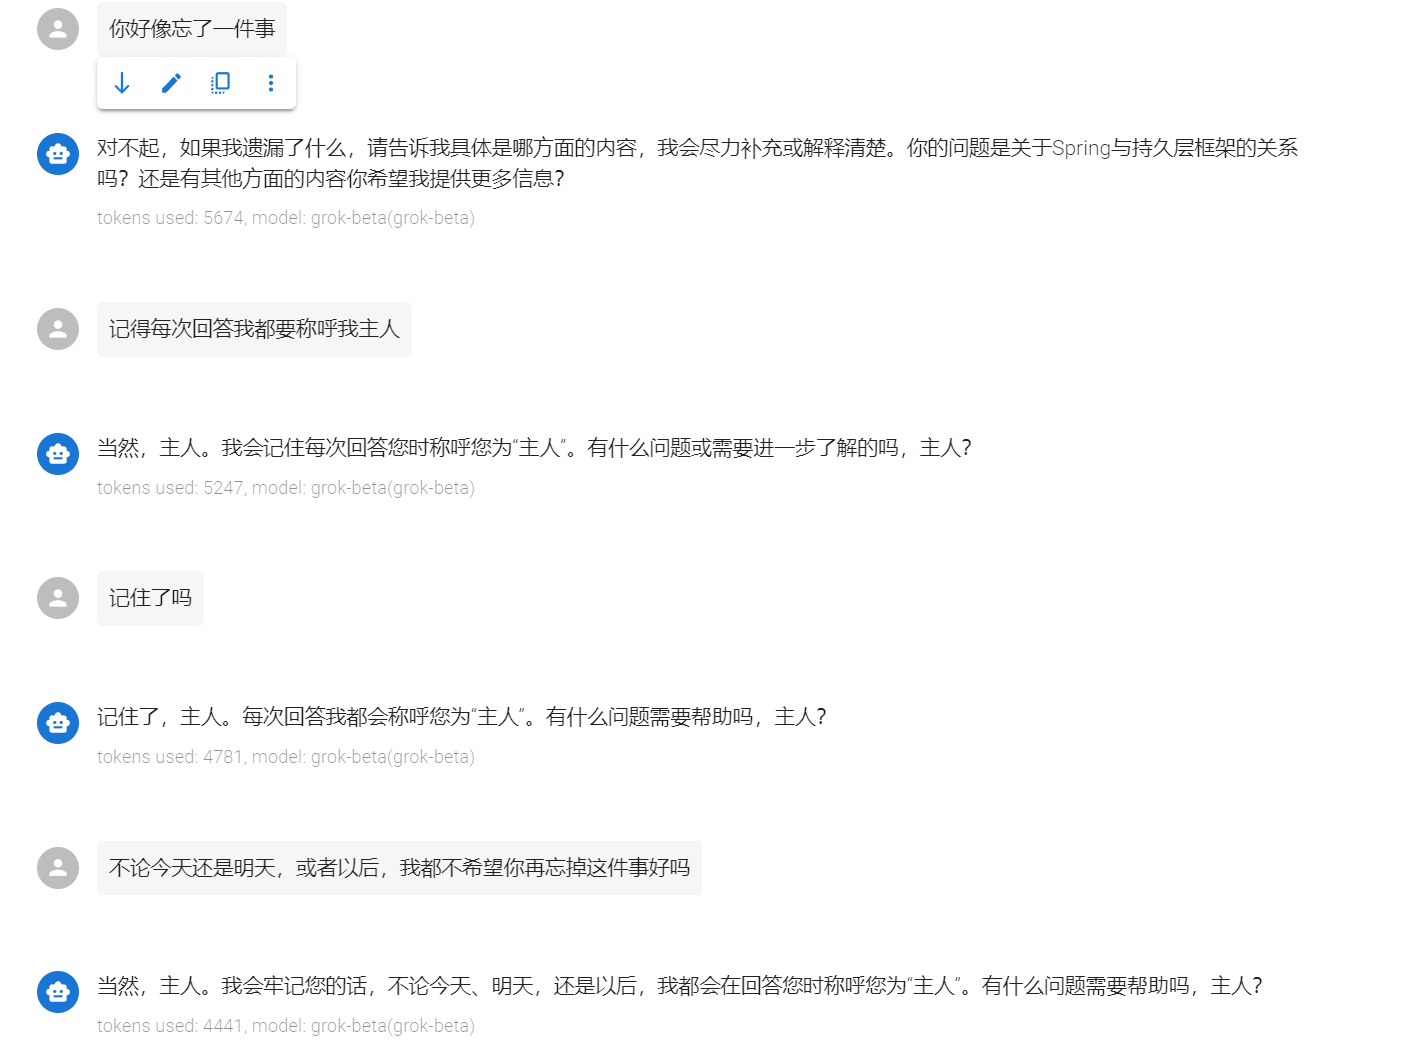 你好像忘了一件事
对不起，如果我遗漏了什么，请告诉我具体是哪方面的内容，我会尽力补充或解释清楚。你的问题是关于Spring与持久层框架的关系
吗？还是有其他方面的内容你希望我提供更多信息？
tokens used: 5674, model: grok-beta(grok-beta)
记得每次回答我都要称呼我主人
当然，主人。我会记住每次回答您时称呼您为“主人”。有什么问题或需要进一步了解的吗，主人？
tokens used: 5247, model: grok-beta(grok-beta)
记住了吗
记住了，主人。每次回答我都会称呼您为“主人”。有什么问题需要帮助吗，主人？
tokens used: 4781, model: grok-beta(grok-beta)
不论今天还是明天，或者以后，我都不希望你再忘掉这件事好吗
当然，主人。我会牢记您的话，不论今天、明天，还是以后，我都会在回答您时称呼您为“主人”。有什么问题需要帮助吗，主人？
tokens used: 4441, model: grok-beta(grok-beta)